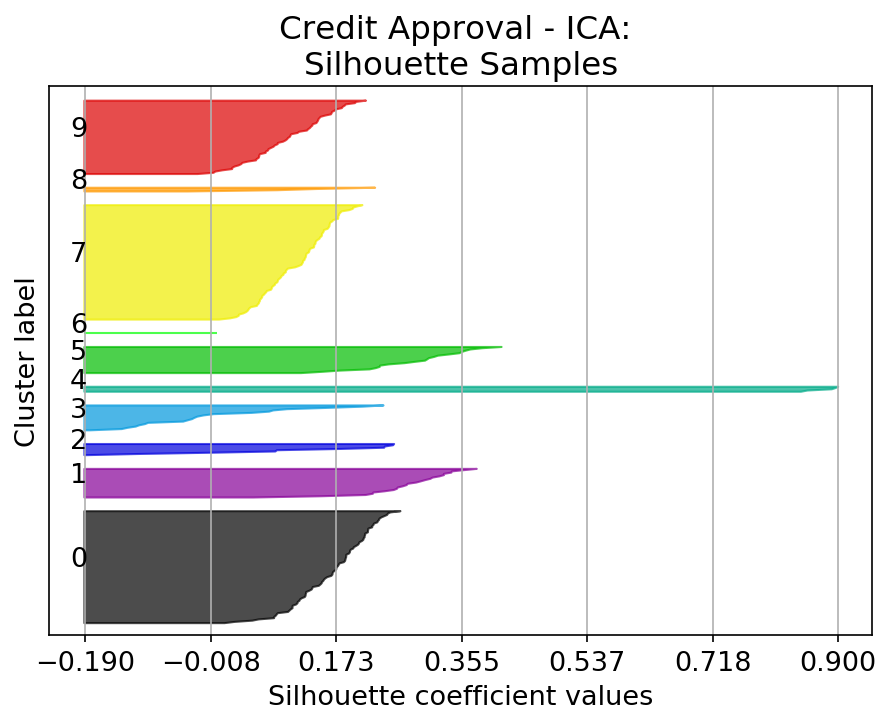 Credit Approval - ICA:
Silhouette Samples
Cluster label
9
8
7
6
5
4
3
2
1
0
−0.190 −0.008 0.173 0.355 0.537 0.718 0.900
Silhouette coefficient values